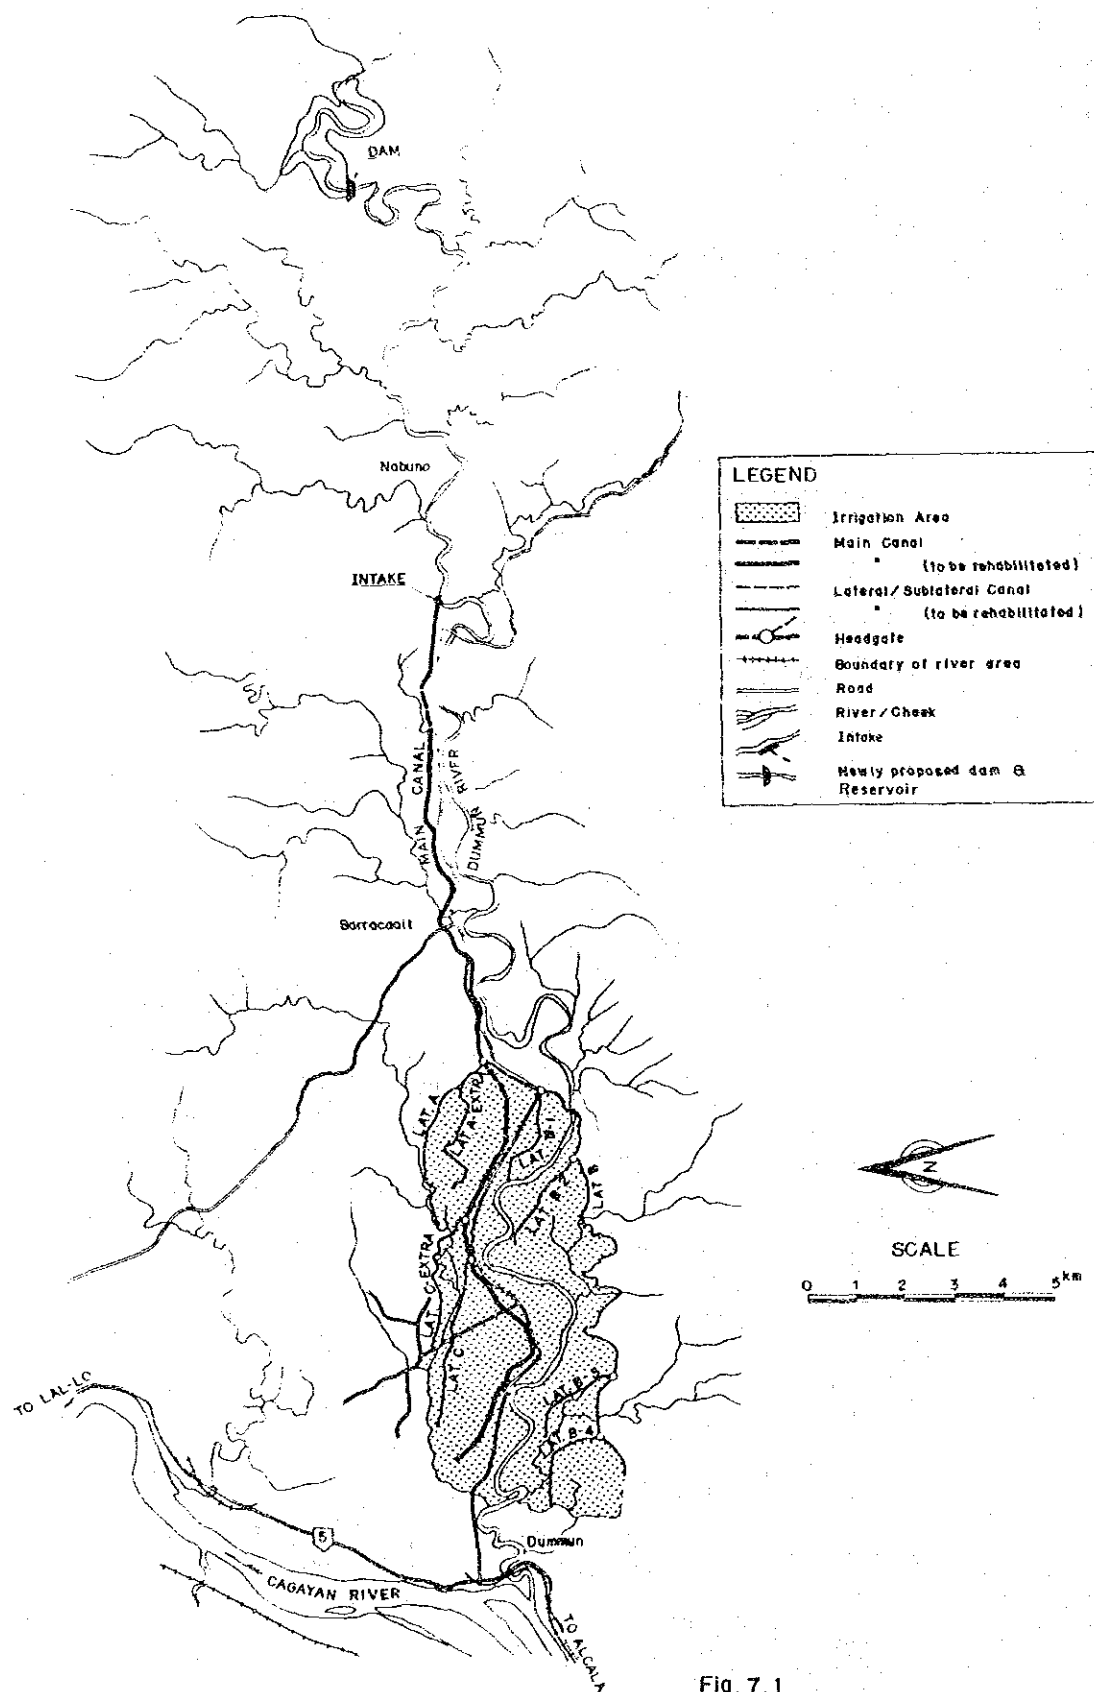 DAM
Nabuno
INTAKE
MAIN CANAL
DUMMUN RIVER
Barracaoit
LAT. A
LAT. A-EXTRA
LAT. B-1
LAT. B-2
LAT. B
LAT. C-EXTRA
LAT. C
LAT. B-3
LAT. B-4
TO LAL-LO
5
CAGAYAN RIVER
Dummun
TO ALCALA
LEGEND
Irrigation Area
Main Canal
" (to be rehabilitated)
Lateral/Sublateral Canal
" (to be rehabilitated)
Headgate
Boundary of river area
Road
River/Cheek
Intake
Newly proposed dam &
Reservoir
N
SCALE
0 1 2 3 4 5 km
Fig. 7.1